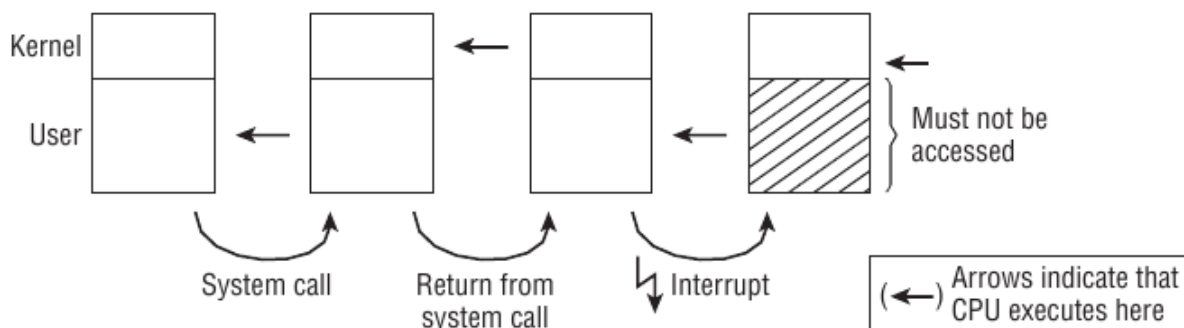 Kernel
User
Must not be
accessed
System call
Return from
system call
Interrupt
(←) Arrows indicate that
CPU executes here